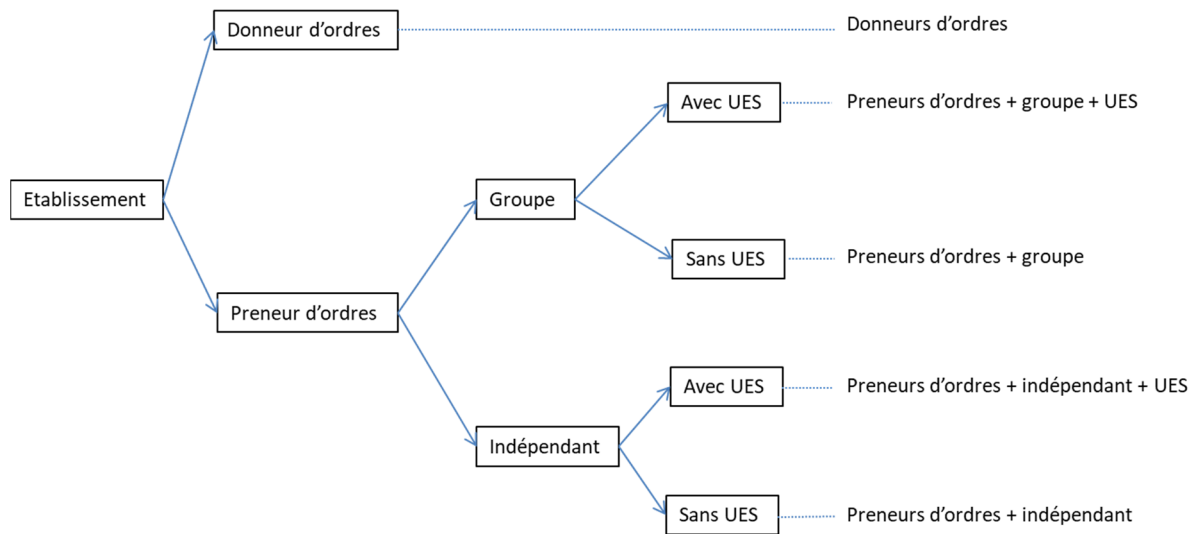 Donneur d’ordres
Donneurs d’ordres
Avec UES
Preneurs d’ordres + groupe + UES
Etablissement
Groupe
Sans UES
Preneurs d’ordres + groupe
Preneur d’ordres
Avec UES
Preneurs d’ordres + indépendant + UES
Indépendant
Sans UES
Preneurs d’ordres + indépendant